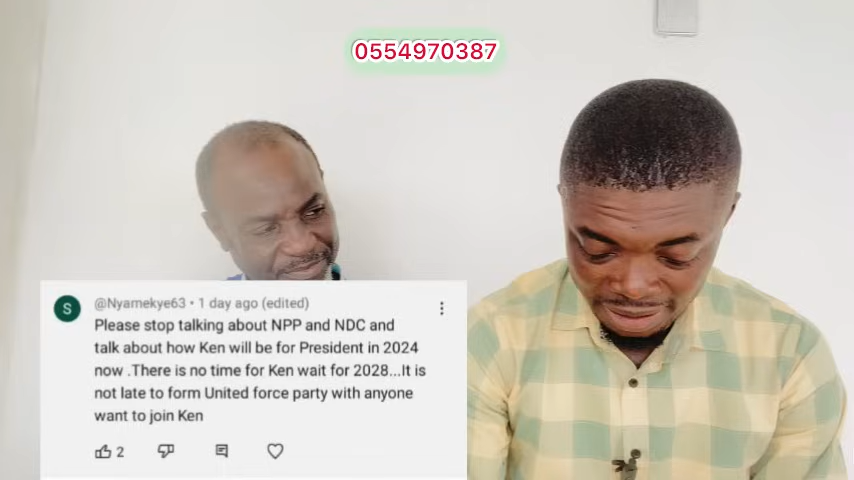 0554970387
S
@Nyamekye63 • 1 day ago (edited)
Please stop talking about NPP and NDC and
talk about how Ken will be for President in 2024
now .There is no time for Ken wait for 2028...It is
not late to form United force party with anyone
want to join Ken
2